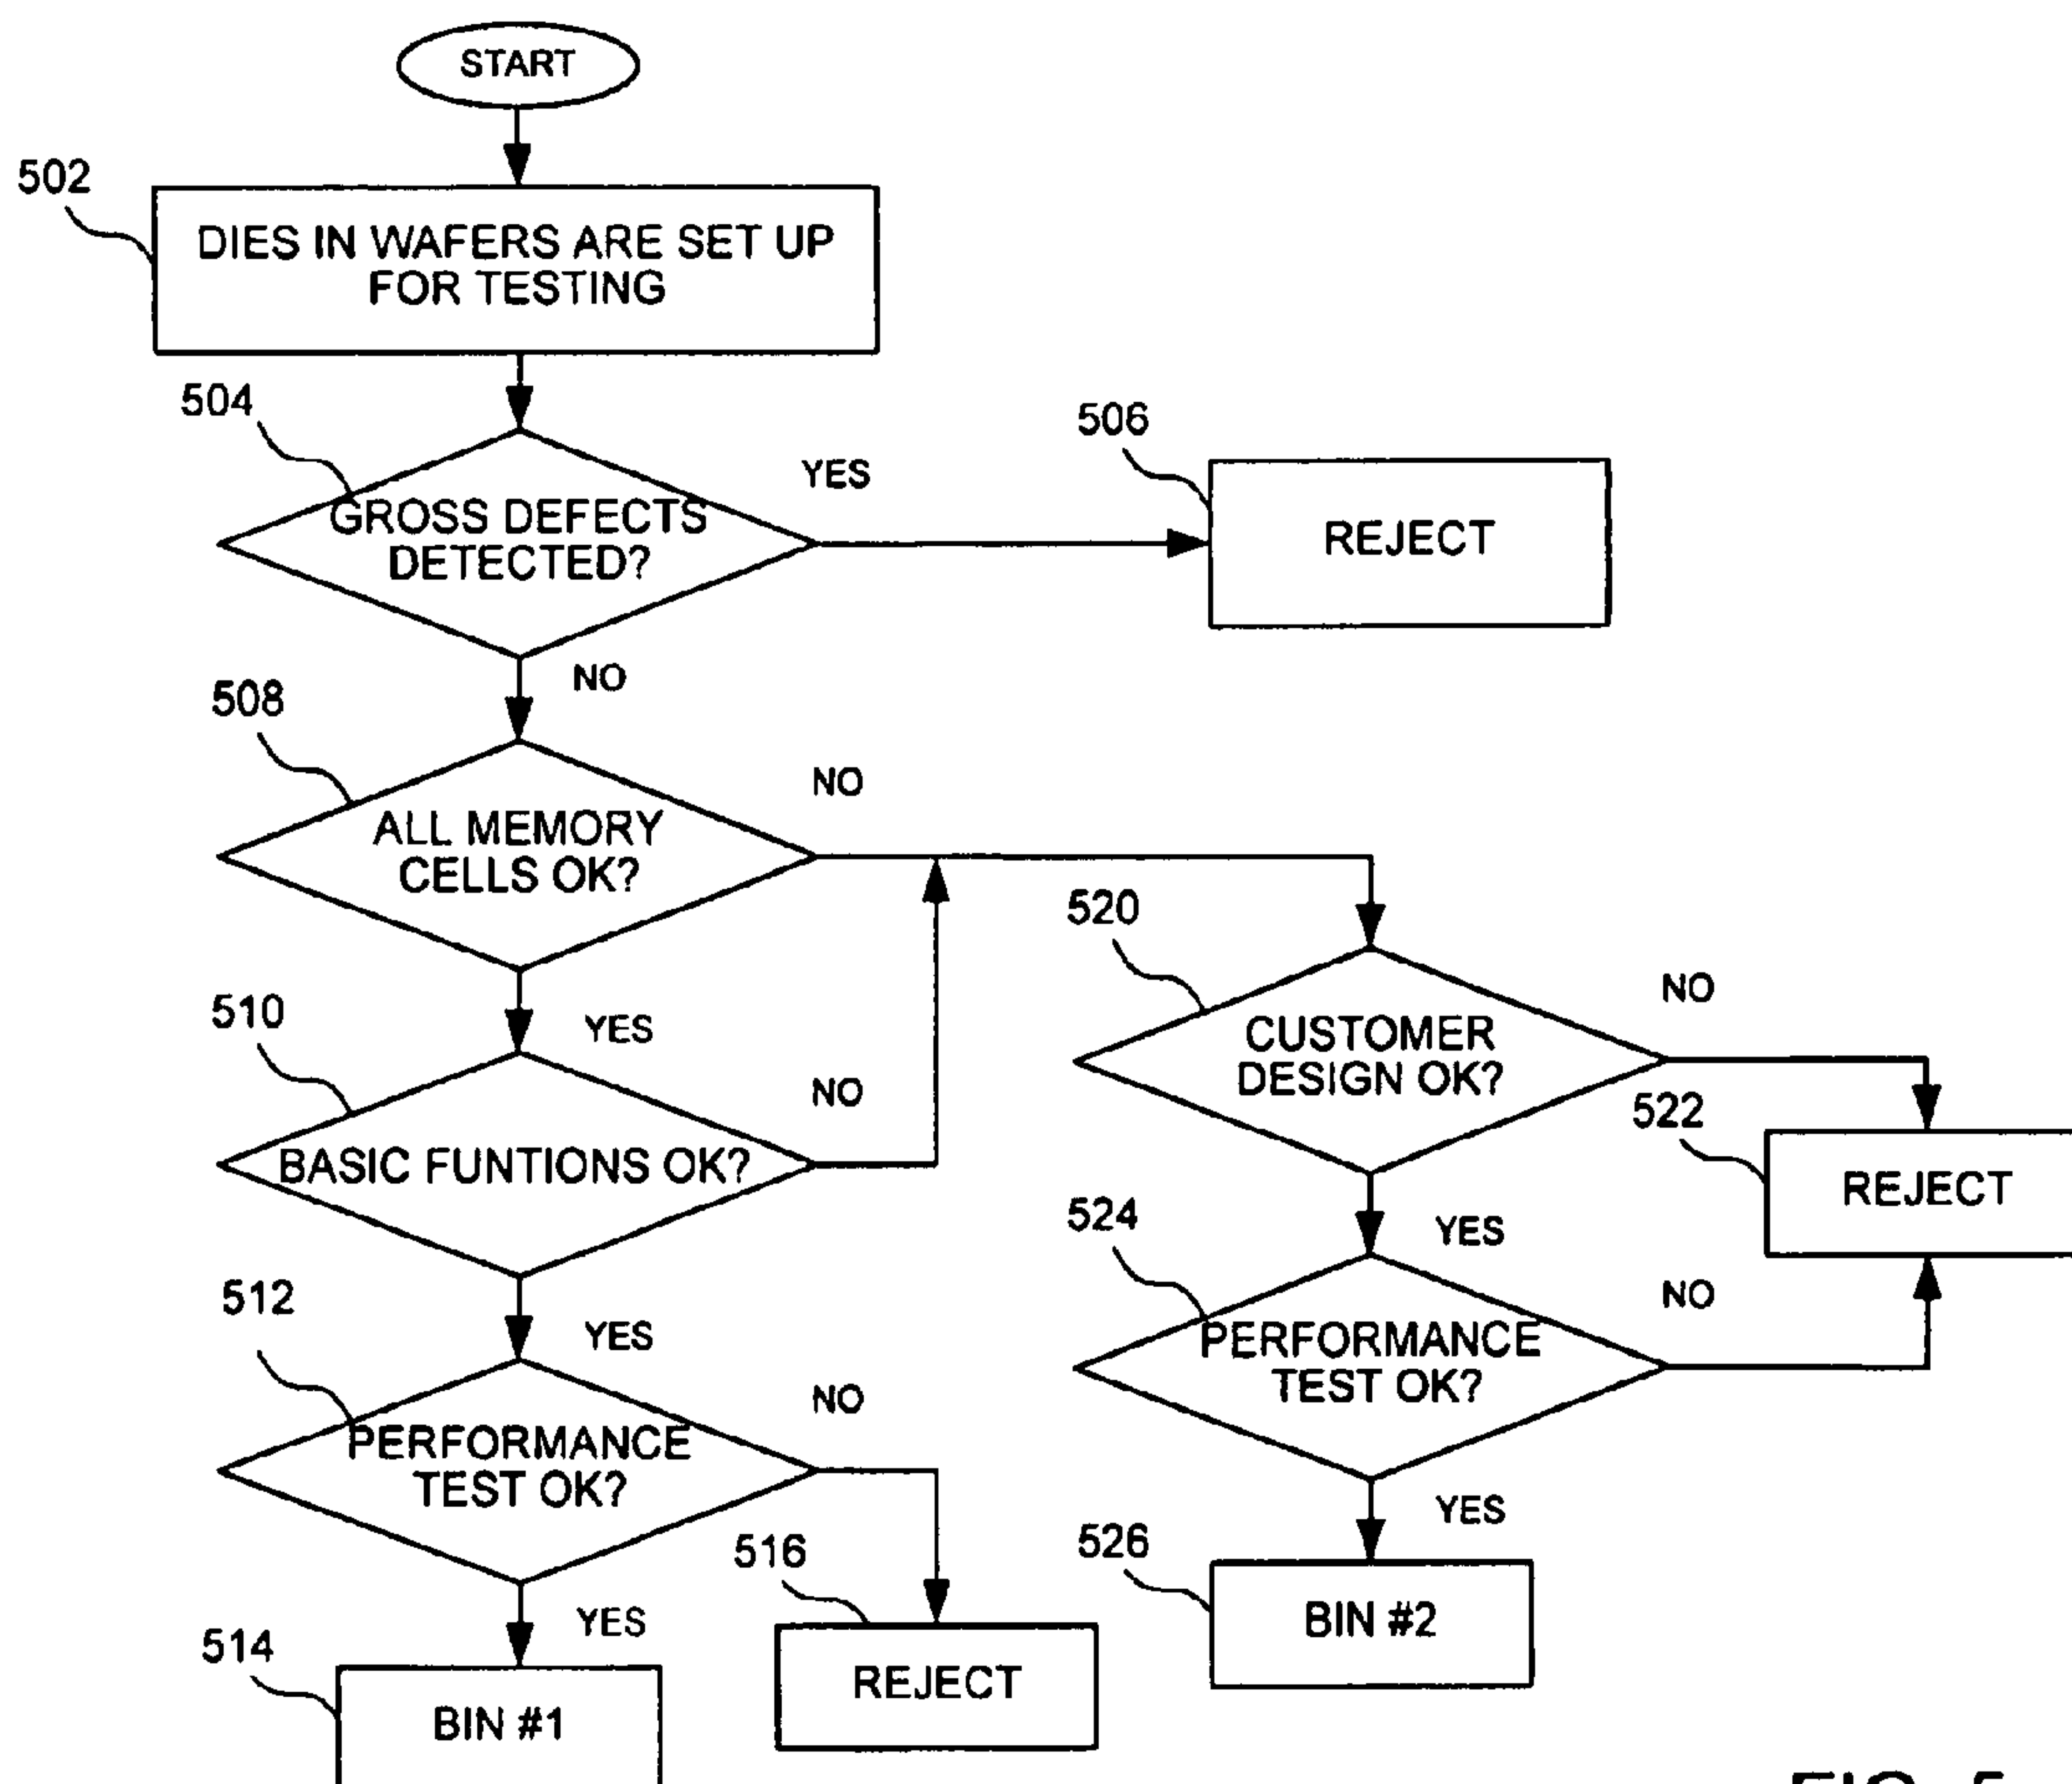 START
502
DIES IN WAFERS ARE SET UP
FOR TESTING
504
GROSS DEFECTS
DETECTED?
YES
506
REJECT
NO
508
ALL MEMORY
CELLS OK?
NO
YES
510
BASIC FUNTIONS OK?
NO
YES
512
PERFORMANCE
TEST OK?
NO
516
REJECT
YES
514
BIN #1
520
CUSTOMER
DESIGN OK?
NO
522
REJECT
YES
524
PERFORMANCE
TEST OK?
NO
YES
526
BIN #2
FIG. 5